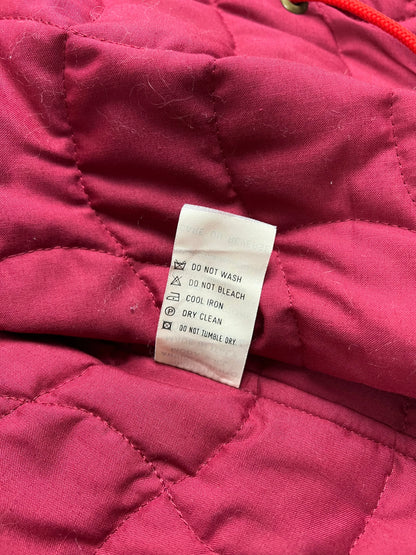 DO NOT WASH
DO NOT BLEACH
COOL IRON
DRY CLEAN
DO NOT TUMBLE DRY.